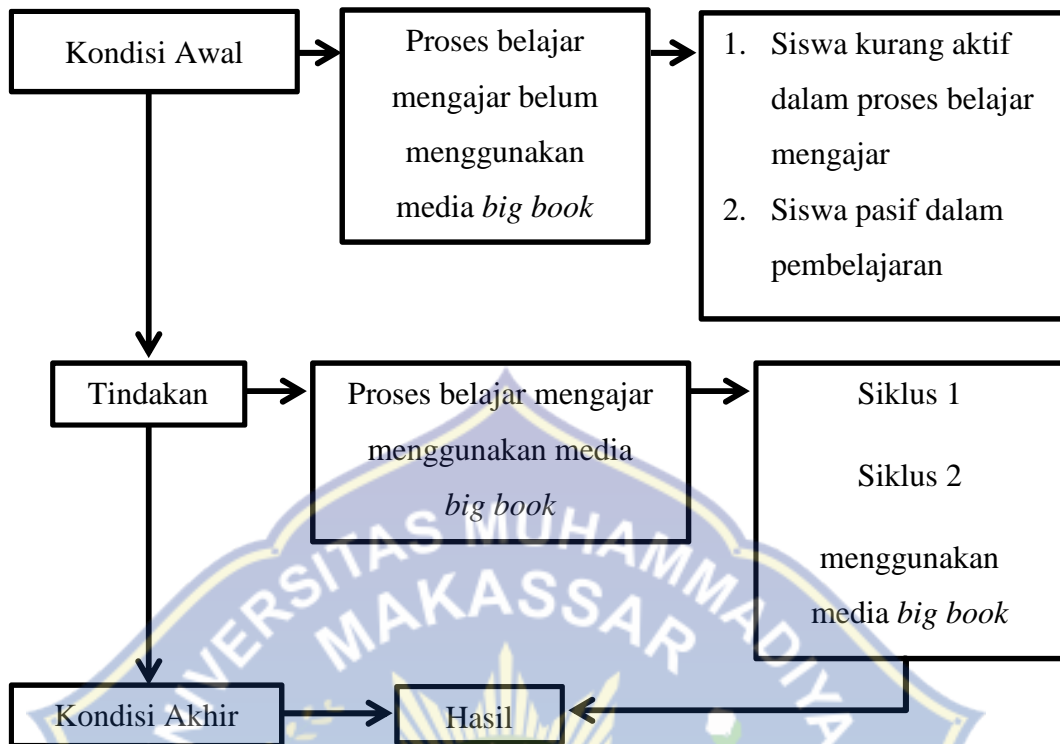 Kondisi Awal
Proses belajar
mengajar belum
menggunakan
media big book
1. Siswa kurang aktif
dalam proses belajar
mengajar
2. Siswa pasif dalam
pembelajaran
Tindakan
Proses belajar mengajar
menggunakan media
big book
Siklus 1
Siklus 2
menggunakan
media big book
Kondisi Akhir
Hasil
NIVERSITAS MUHAMMADIYA
MAKASSAR